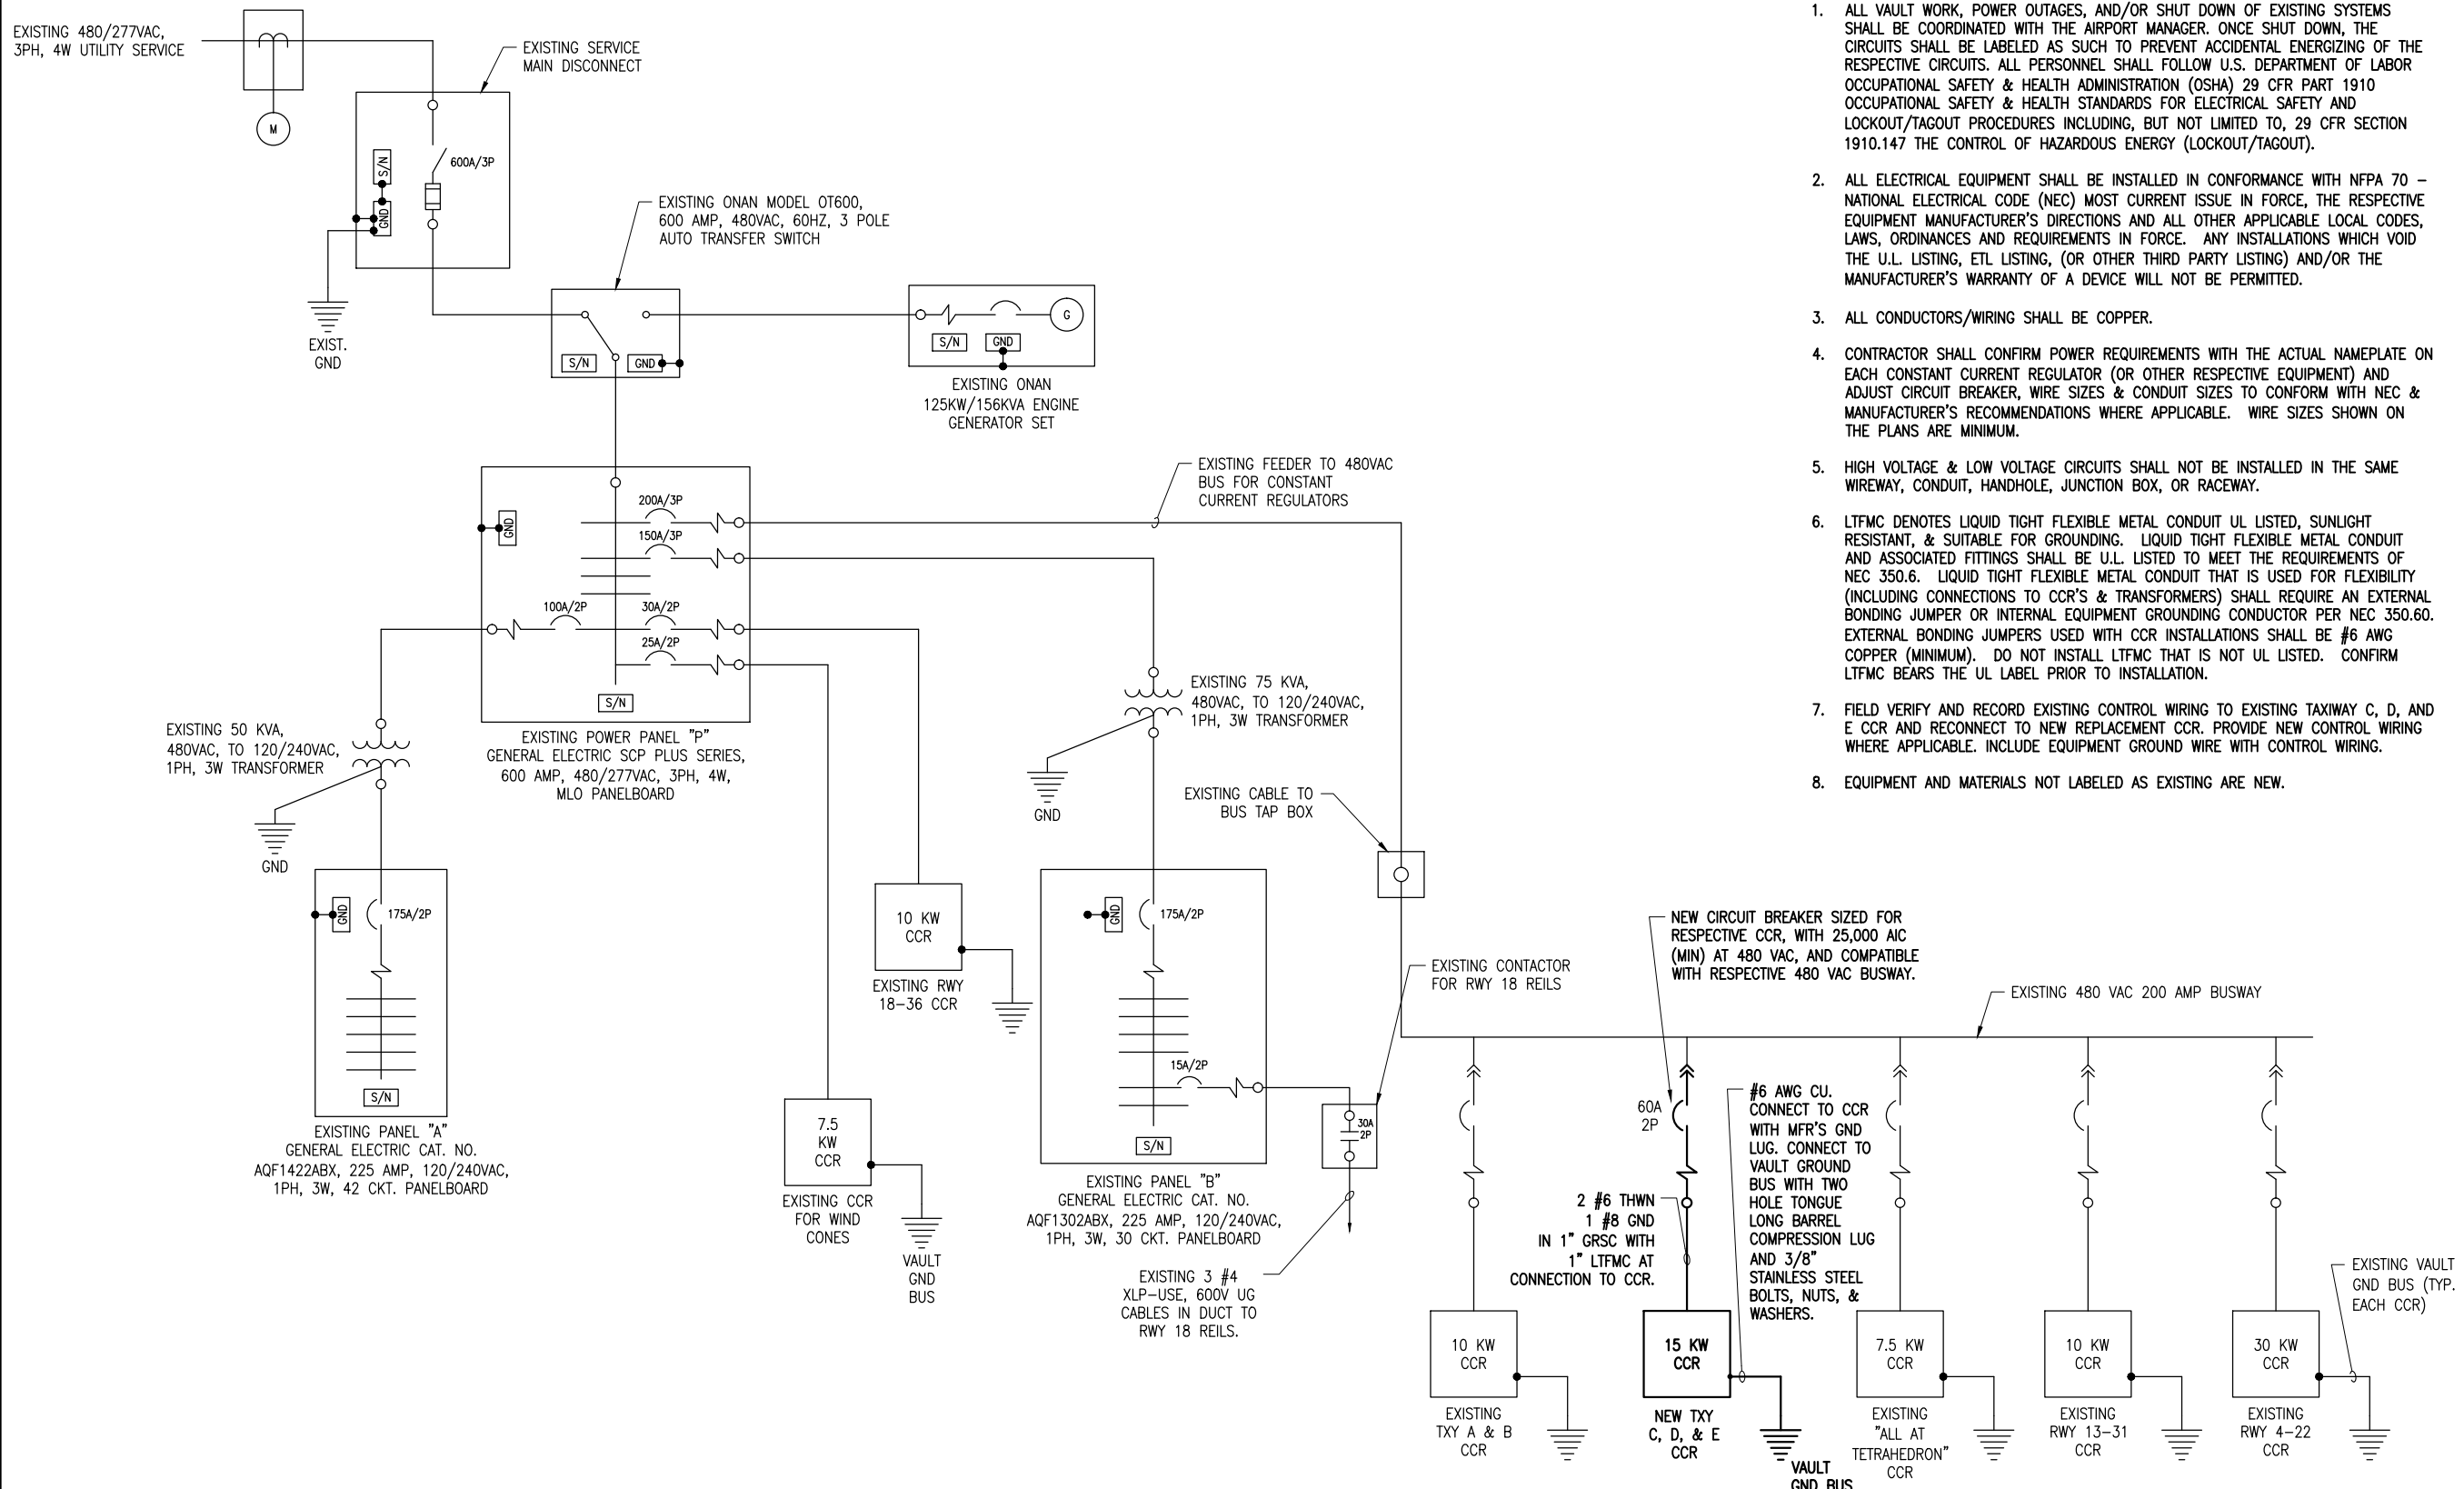 EXISTING 480/277VAC,
3PH, 4W UTILITY SERVICE
M
EXISTING SERVICE
MAIN DISCONNECT
S/N
GND
600A/3P
EXIST.
GND
EXISTING ONAN MODEL OT600,
600 AMP, 480VAC, 60HZ, 3 POLE
AUTO TRANSFER SWITCH
S/N
GND
S/N
GND
G
EXISTING ONAN
125KW/156KVA ENGINE
GENERATOR SET
EXISTING FEEDER TO 480VAC
BUS FOR CONSTANT
CURRENT REGULATORS
GND
200A/3P
150A/3P
100A/2P
30A/2P
25A/2P
S/N
EXISTING POWER PANEL "P"
GENERAL ELECTRIC SCP PLUS SERIES,
600 AMP, 480/277VAC, 3PH, 4W,
MLO PANELBOARD
EXISTING 50 KVA,
480VAC, TO 120/240VAC,
1PH, 3W TRANSFORMER
GND
GND
175A/2P
S/N
EXISTING PANEL "A"
GENERAL ELECTRIC CAT. NO.
AQF1422ABX, 225 AMP, 120/240VAC,
1PH, 3W, 42 CKT. PANELBOARD
EXISTING 75 KVA,
480VAC, TO 120/240VAC,
1PH, 3W TRANSFORMER
GND
EXISTING CABLE TO
BUS TAP BOX
10 KW
CCR
EXISTING RWY
18-36 CCR
7.5
KW
CCR
EXISTING CCR
FOR WIND
CONES
VAULT
GND
BUS
GND
175A/2P
15A/2P
S/N
EXISTING PANEL "B"
GENERAL ELECTRIC CAT. NO.
AQF1302ABX, 225 AMP, 120/240VAC,
1PH, 3W, 30 CKT. PANELBOARD
EXISTING CONTACTOR
FOR RWY 18 REILS
30A
2P
EXISTING 3 #4
XLP-USE, 600V UG
CABLES IN DUCT TO
RWY 18 REILS.
NEW CIRCUIT BREAKER SIZED FOR
RESPECTIVE CCR, WITH 25,000 AIC
(MIN) AT 480 VAC, AND COMPATIBLE
WITH RESPECTIVE 480 VAC BUSWAY.
EXISTING 480 VAC 200 AMP BUSWAY
60A
2P
#6 AWG CU.
CONNECT TO CCR
WITH MFR'S GND
LUG. CONNECT TO
VAULT GROUND
BUS WITH TWO
HOLE TONGUE
LONG BARREL
COMPRESSION LUG
AND 3/8"
STAINLESS STEEL
BOLTS, NUTS, &
WASHERS.
2 #6 THWN
1 #8 GND
IN 1" GRSC WITH
1" LTFMC AT
CONNECTION TO CCR.
EXISTING VAULT
GND BUS (TYP.
EACH CCR)
10 KW
CCR
EXISTING
TXY A & B
CCR
15 KW
CCR
NEW TXY
C, D, & E
CCR
VAULT
GND BUS
7.5 KW
CCR
EXISTING
"ALL AT
TETRAHEDRON"
CCR
10 KW
CCR
EXISTING
RWY 13-31
CCR
30 KW
CCR
EXISTING
RWY 4-22
CCR
1. ALL VAULT WORK, POWER OUTAGES, AND/OR SHUT DOWN OF EXISTING SYSTEMS
SHALL BE COORDINATED WITH THE AIRPORT MANAGER. ONCE SHUT DOWN, THE
CIRCUITS SHALL BE LABELED AS SUCH TO PREVENT ACCIDENTAL ENERGIZING OF THE
RESPECTIVE CIRCUITS. ALL PERSONNEL SHALL FOLLOW U.S. DEPARTMENT OF LABOR
OCCUPATIONAL SAFETY & HEALTH ADMINISTRATION (OSHA) 29 CFR PART 1910
OCCUPATIONAL SAFETY & HEALTH STANDARDS FOR ELECTRICAL SAFETY AND
LOCKOUT/TAGOUT PROCEDURES INCLUDING, BUT NOT LIMITED TO, 29 CFR SECTION
1910.147 THE CONTROL OF HAZARDOUS ENERGY (LOCKOUT/TAGOUT).
2. ALL ELECTRICAL EQUIPMENT SHALL BE INSTALLED IN CONFORMANCE WITH NFPA 70 –
NATIONAL ELECTRICAL CODE (NEC) MOST CURRENT ISSUE IN FORCE, THE RESPECTIVE
EQUIPMENT MANUFACTURER'S DIRECTIONS AND ALL OTHER APPLICABLE LOCAL CODES,
LAWS, ORDINANCES AND REQUIREMENTS IN FORCE. ANY INSTALLATIONS WHICH VOID
THE U.L. LISTING, ETL LISTING, (OR OTHER THIRD PARTY LISTING) AND/OR THE
MANUFACTURER'S WARRANTY OF A DEVICE WILL NOT BE PERMITTED.
3. ALL CONDUCTORS/WIRING SHALL BE COPPER.
4. CONTRACTOR SHALL CONFIRM POWER REQUIREMENTS WITH THE ACTUAL NAMEPLATE ON
EACH CONSTANT CURRENT REGULATOR (OR OTHER RESPECTIVE EQUIPMENT) AND
ADJUST CIRCUIT BREAKER, WIRE SIZES & CONDUIT SIZES TO CONFORM WITH NEC &
MANUFACTURER'S RECOMMENDATIONS WHERE APPLICABLE. WIRE SIZES SHOWN ON
THE PLANS ARE MINIMUM.
5. HIGH VOLTAGE & LOW VOLTAGE CIRCUITS SHALL NOT BE INSTALLED IN THE SAME
WIREWAY, CONDUIT, HANDHOLE, JUNCTION BOX, OR RACEWAY.
6. LTFMC DENOTES LIQUID TIGHT FLEXIBLE METAL CONDUIT UL LISTED, SUNLIGHT
RESISTANT, & SUITABLE FOR GROUNDING. LIQUID TIGHT FLEXIBLE METAL CONDUIT
AND ASSOCIATED FITTINGS SHALL BE U.L. LISTED TO MEET THE REQUIREMENTS OF
NEC 350.6. LIQUID TIGHT FLEXIBLE METAL CONDUIT THAT IS USED FOR FLEXIBILITY
(INCLUDING CONNECTIONS TO CCR'S & TRANSFORMERS) SHALL REQUIRE AN EXTERNAL
BONDING JUMPER OR INTERNAL EQUIPMENT GROUNDING CONDUCTOR PER NEC 350.60.
EXTERNAL BONDING JUMPERS USED WITH CCR INSTALLATIONS SHALL BE #6 AWG
COPPER (MINIMUM). DO NOT INSTALL LTFMC THAT IS NOT UL LISTED. CONFIRM
LTFMC BEARS THE UL LABEL PRIOR TO INSTALLATION.
7. FIELD VERIFY AND RECORD EXISTING CONTROL WIRING TO EXISTING TAXIWAY C, D, AND
E CCR AND RECONNECT TO NEW REPLACEMENT CCR. PROVIDE NEW CONTROL WIRING
WHERE APPLICABLE. INCLUDE EQUIPMENT GROUND WIRE WITH CONTROL WIRING.
8. EQUIPMENT AND MATERIALS NOT LABELED AS EXISTING ARE NEW.